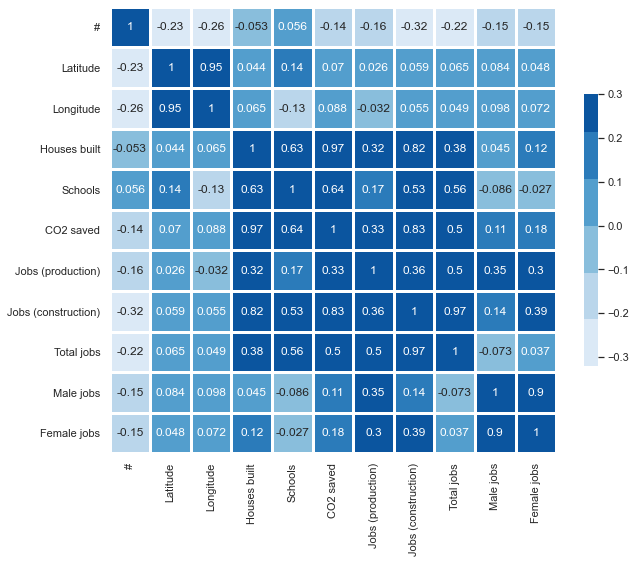 # 1 -0.23 -0.26 -0.053 0.056 -0.14 -0.16 -0.32 -0.22 -0.15 -0.15
Latitude -0.23 1 0.95 0.044 0.14 0.07 0.026 0.059 0.065 0.084 0.048
Longitude -0.26 0.95 1 0.065 -0.13 0.088 -0.032 0.055 0.049 0.098 0.072
Houses built -0.053 0.044 0.065 1 0.63 0.97 0.32 0.82 0.38 0.045 0.12
Schools 0.056 0.14 -0.13 0.63 1 0.64 0.17 0.53 0.56 -0.086 -0.027
CO2 saved -0.14 0.07 0.088 0.97 0.64 1 0.33 0.83 0.5 0.11 0.18
Jobs (production) -0.16 0.026 -0.032 0.32 0.17 0.33 1 0.36 0.5 0.35 0.3
Jobs (construction) -0.32 0.059 0.055 0.82 0.53 0.83 0.36 1 0.97 0.14 0.39
Total jobs -0.22 0.065 0.049 0.38 0.56 0.5 0.5 0.97 1 -0.073 0.037
Male jobs -0.15 0.084 0.098 0.045 -0.086 0.11 0.35 0.14 -0.073 1 0.9
Female jobs -0.15 0.048 0.072 0.12 -0.027 0.18 0.3 0.39 0.037 0.9 1
#
Latitude
Longitude
Houses built
Schools
CO2 saved
Jobs (production)
Jobs (construction)
Total jobs
Male jobs
Female jobs
0.3
0.2
0.1
0.0
−0.1
−0.2
−0.3